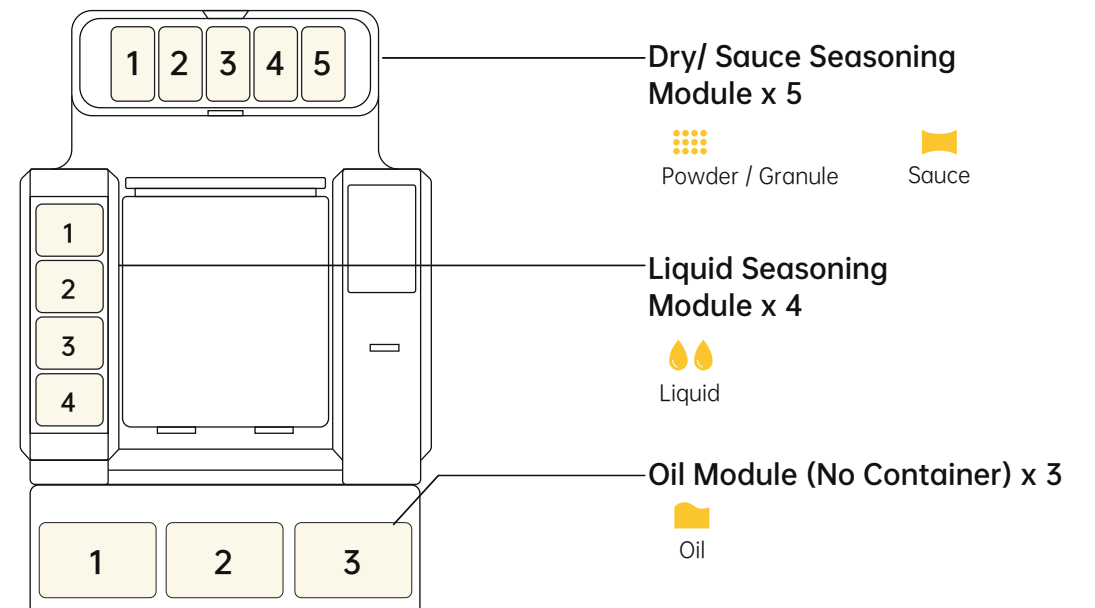 1 2 3 4 5
Dry/ Sauce Seasoning
Module x 5
Powder / Granule
Sauce
1
2
3
4
Liquid Seasoning
Module x 4
Liquid
Oil Module (No Container) x 3
Oil
1 2 3